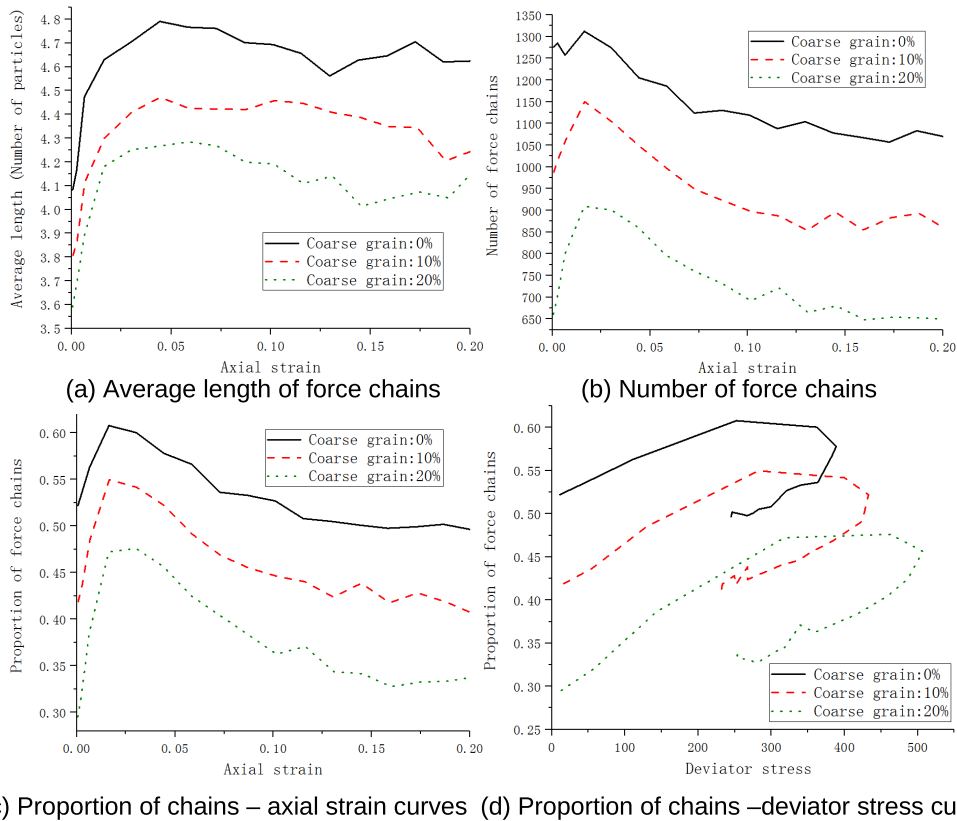 4.8
4.7
4.6
4.5
4.4
4.3
4.2
4.1
4.0
3.9
3.8
3.7
3.6
3.5
Average length (Number of particles)
Coarse grain:0%
Coarse grain:10%
Coarse grain:20%
0.00 0.05 0.10 0.15 0.20
Axial strain
(a) Average length of force chains
1350
1300
1250
1200
1150
1100
1050
1000
950
900
850
800
750
700
650
Number of force chains
Coarse grain:0%
Coarse grain:10%
Coarse grain:20%
0.00 0.05 0.10 0.15 0.20
Axial strain
(b) Number of force chains
0.60
0.55
0.50
0.45
0.40
0.35
0.30
Proportion of force chains
Coarse grain:0%
Coarse grain:10%
Coarse grain:20%
0.00 0.05 0.10 0.15 0.20
Axial strain
) Proportion of chains – axial strain curves
0.60
0.55
0.50
0.45
0.40
0.35
0.30
0.25
Proportion of force chains
Coarse grain:0%
Coarse grain:10%
Coarse grain:20%
0 100 200 300 400 500
Deviator stress
(d) Proportion of chains –deviator stress cu